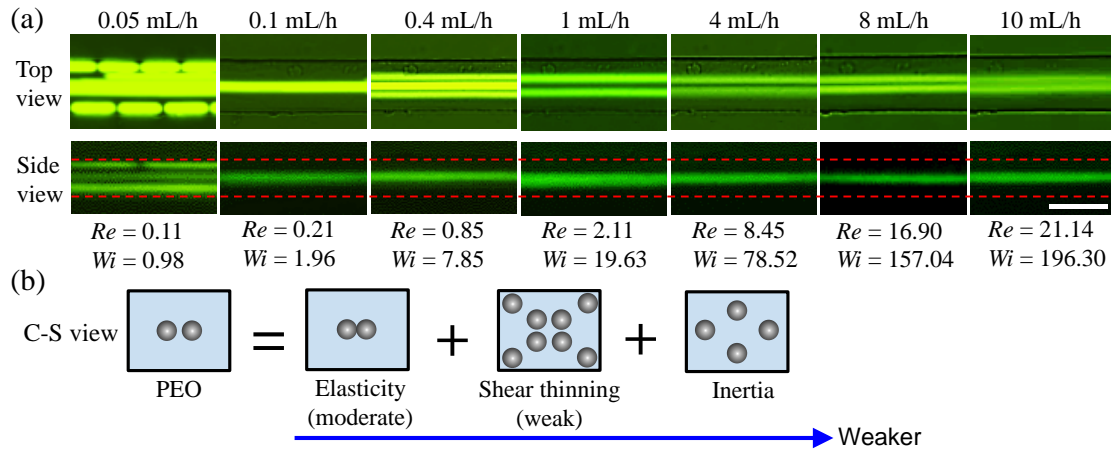 (a)
0.05 mL/h 0.1 mL/h 0.4 mL/h 1 mL/h 4 mL/h 8 mL/h 10 mL/h
Top
view
Side
view
Re = 0.11 Re = 0.21 Re = 0.85 Re = 2.11 Re = 8.45 Re = 16.90 Re = 21.14
Wi = 0.98 Wi = 1.96 Wi = 7.85 Wi = 19.63 Wi = 78.52 Wi = 157.04 Wi = 196.30
(b)
C-S view
= + +
PEO Elasticity Shear thinning Inertia
(moderate) (weak)
Weaker